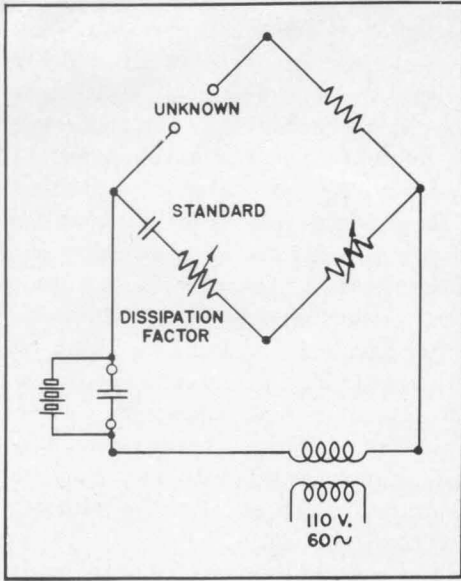 UNKNOWN
STANDARD
DISSIPATION
FACTOR
110 V.
60~